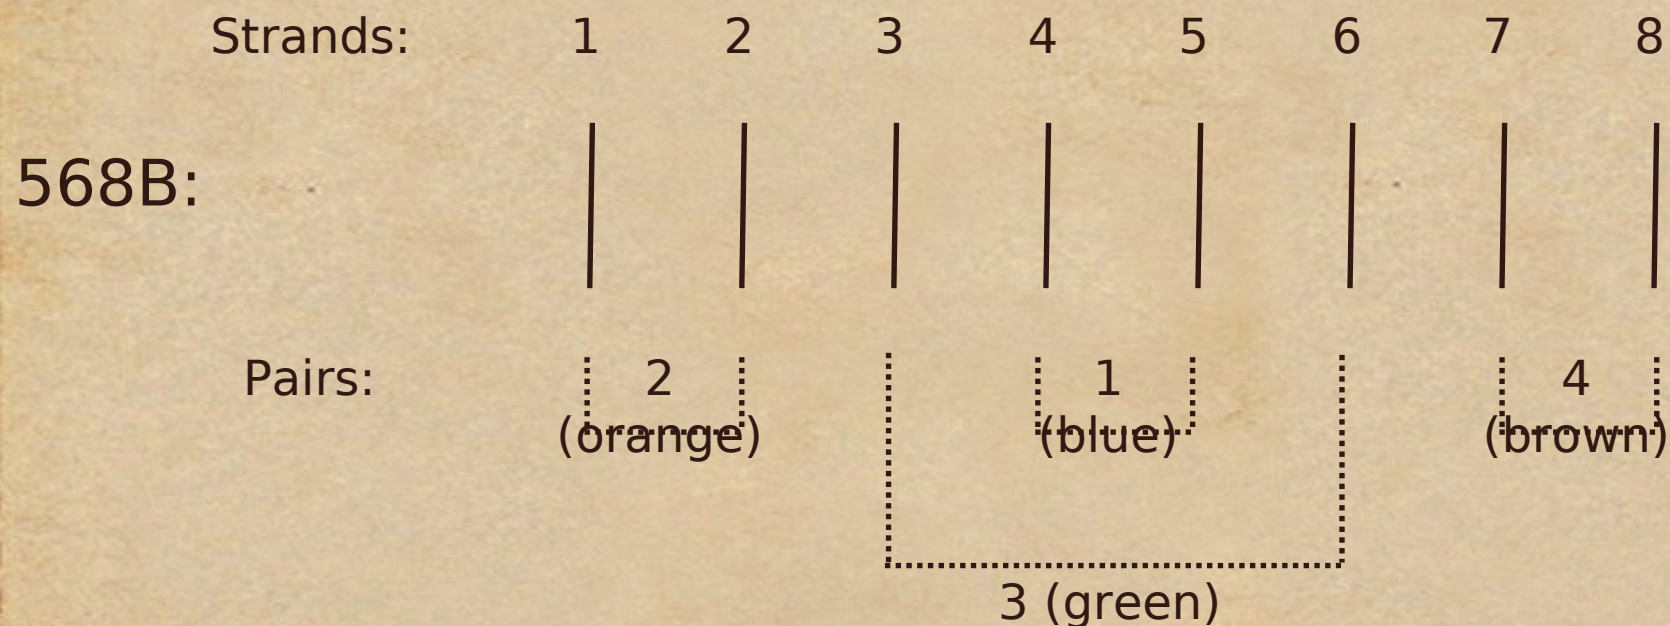 Strands: 1 2 3 4 5 6 7 8
568B:
Pairs: 2 1 4
(orange) (blue) (brown)
3 (green)